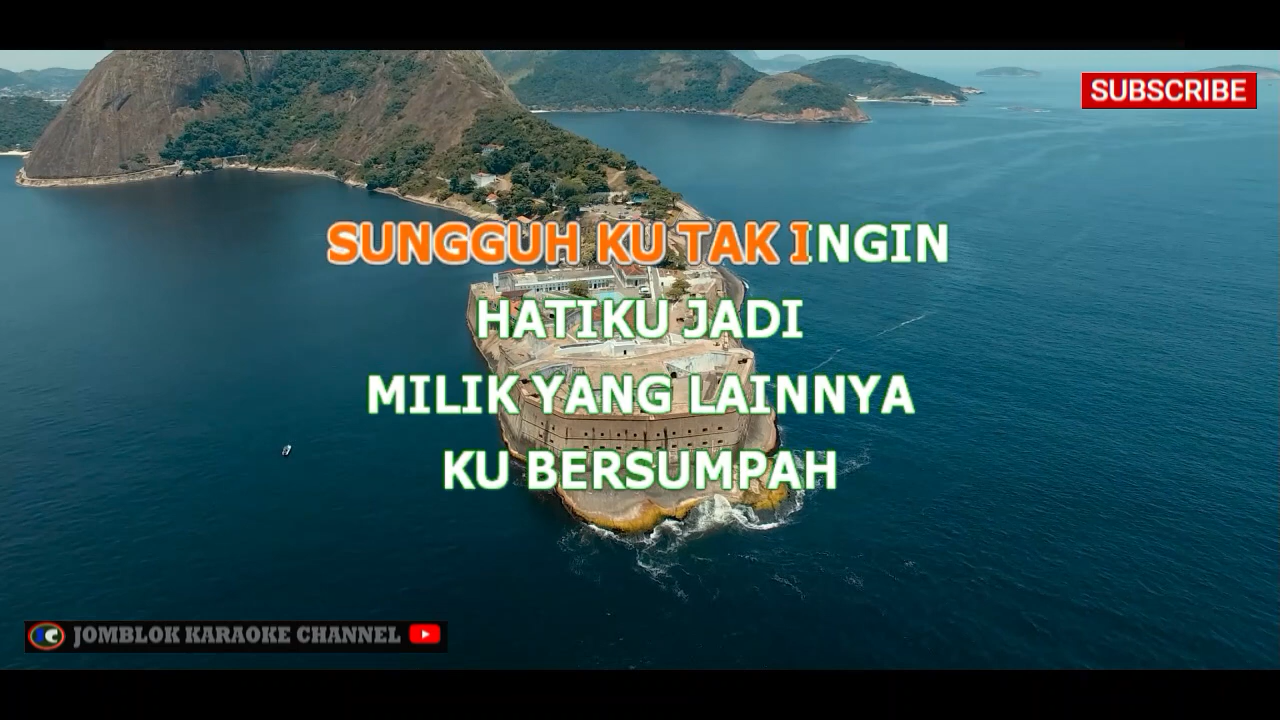 SUBSCRIBE
SUNGGUH KU TAK INGIN
HATIKU JADI
MILIK YANG LAINNYA
KU BERSUMPAH
JOMBLOK KARAOKE CHANNEL